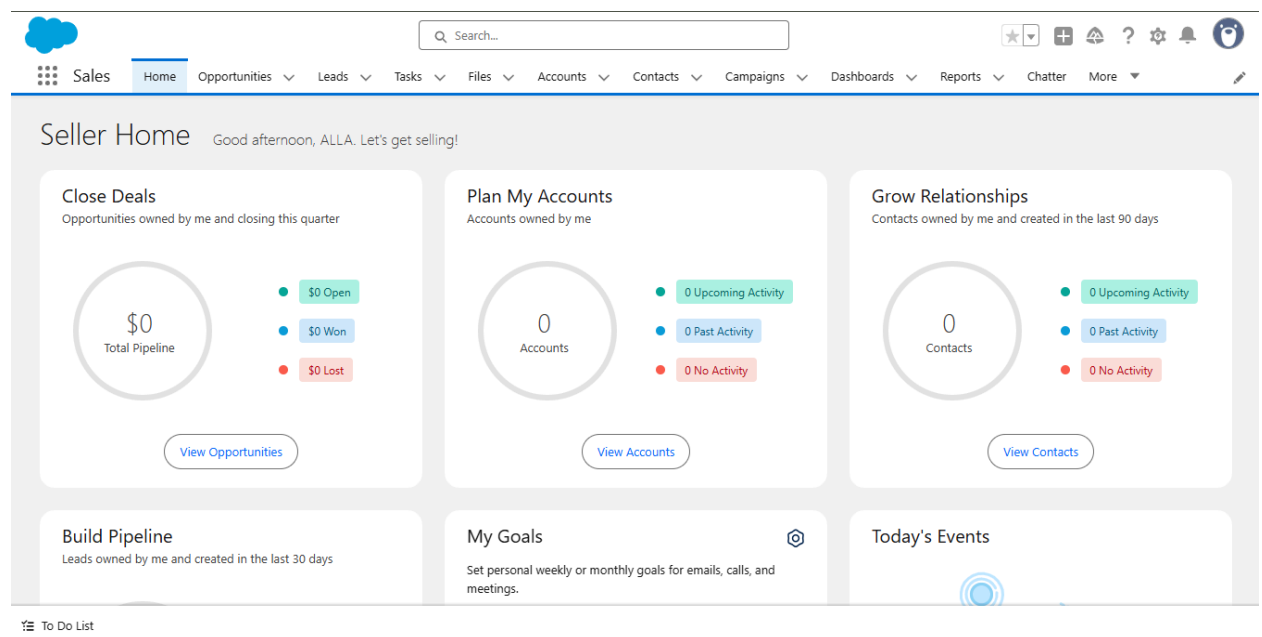 Search...
Sales
Home
Opportunities
Leads
Tasks
Files
Accounts
Contacts
Campaigns
Dashboards
Reports
Chatter
More
Seller Home
Good afternoon, ALLA. Let's get selling!
Close Deals
Opportunities owned by me and closing this quarter
$0
Total Pipeline
$0 Open
$0 Won
$0 Lost
View Opportunities
Plan My Accounts
Accounts owned by me
0
Accounts
0 Upcoming Activity
0 Past Activity
0 No Activity
View Accounts
Grow Relationships
Contacts owned by me and created in the last 90 days
0
Contacts
0 Upcoming Activity
0 Past Activity
0 No Activity
View Contacts
Build Pipeline
Leads owned by me and created in the last 30 days
My Goals
Set personal weekly or monthly goals for emails, calls, and
meetings.
Today's Events
To Do List